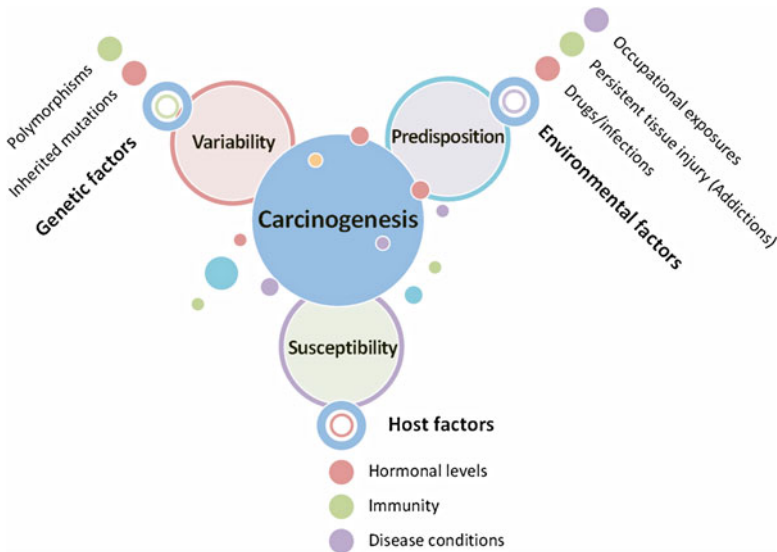 Polymorphisms
Inherited mutations
Genetic factors
Variability
Carcinogenesis
Predisposition
Occupational exposures
Persistent tissue injury (Addictions)
Drugs/infections
Environmental factors
Susceptibility
Host factors
Hormonal levels
Immunity
Disease conditions